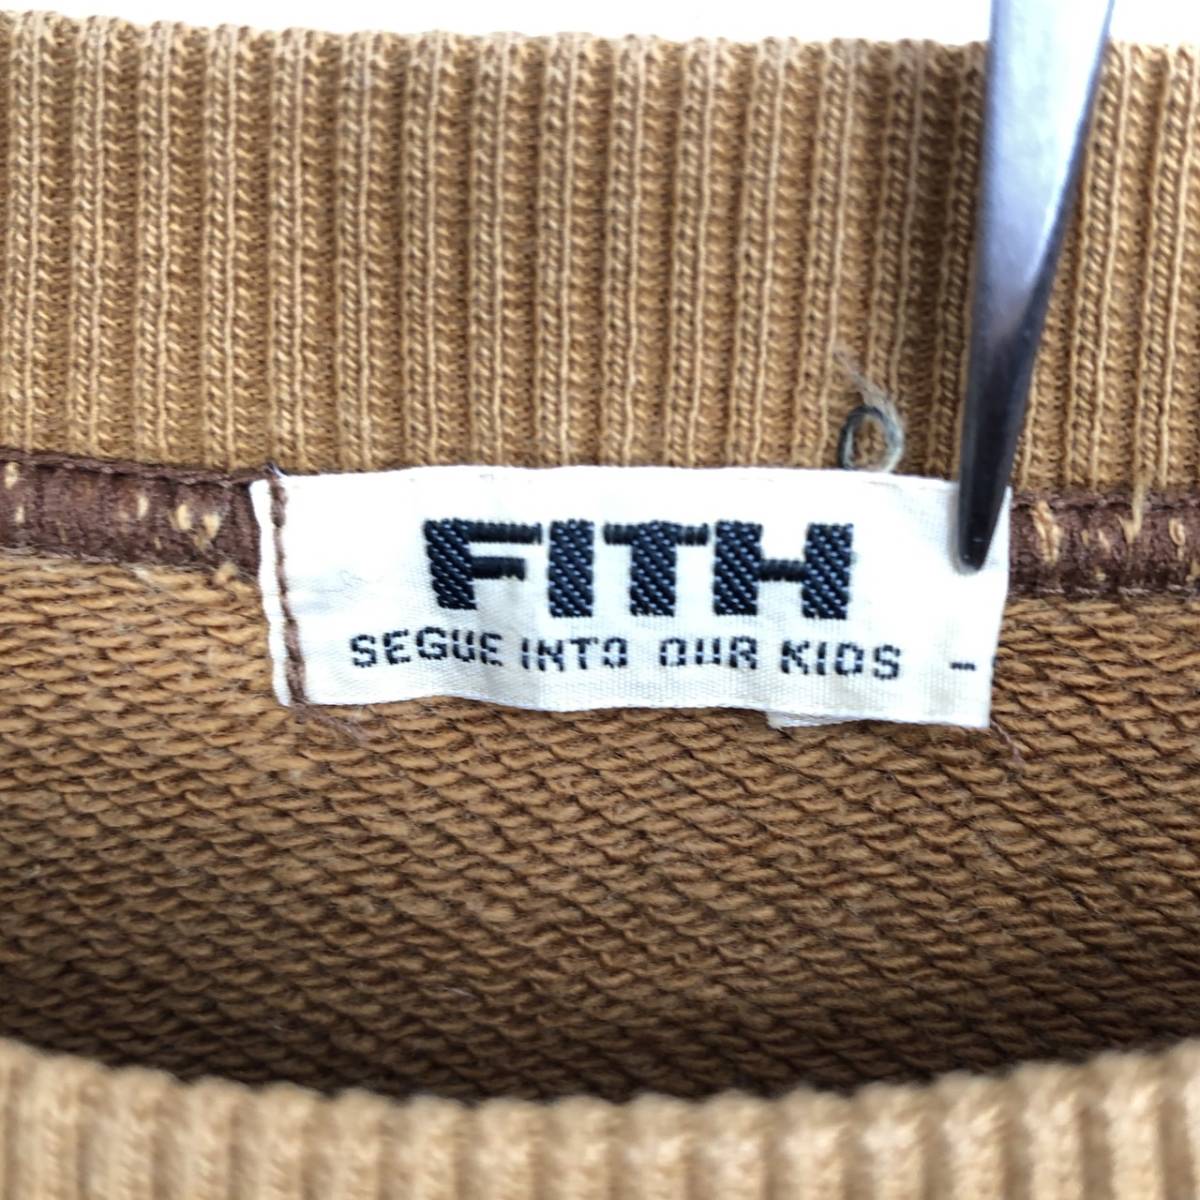 FITH
SEGUE INTO OUR KIDS -